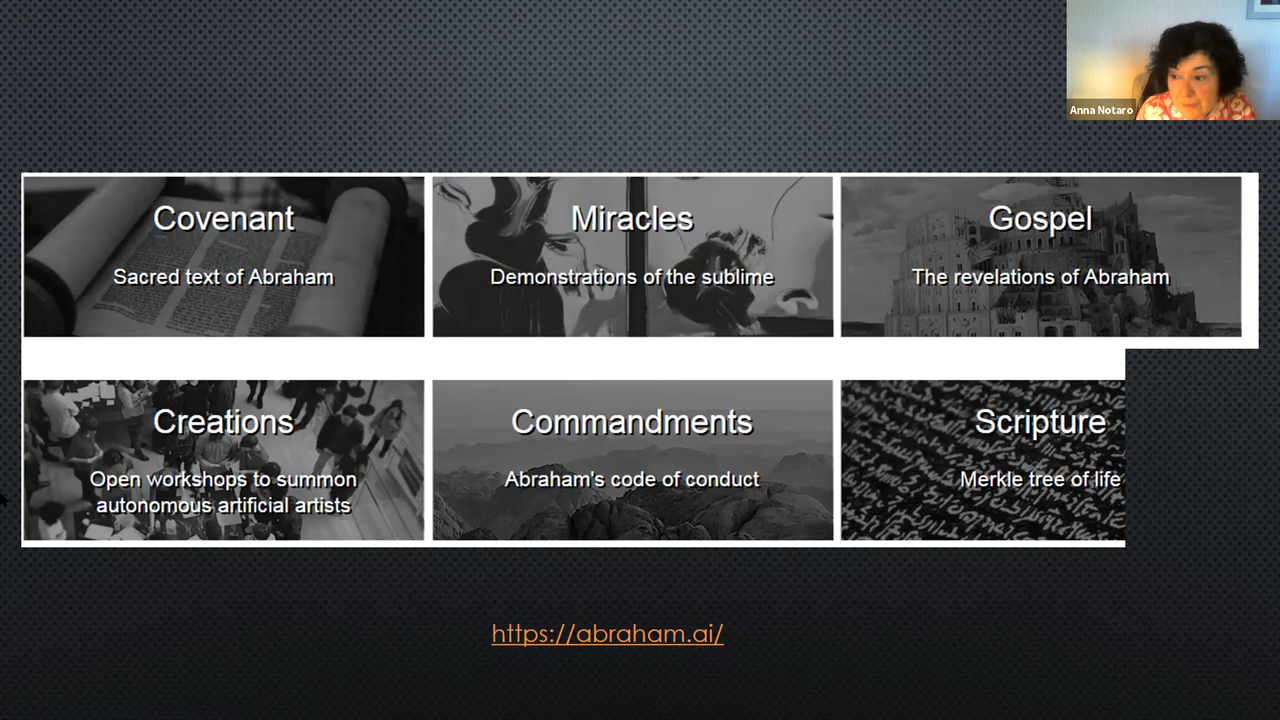 Anna Notaro
Covenant
Sacred text of Abraham
Miracles
Demonstrations of the sublime
Gospel
The revelations of Abraham
Creations
Open workshops to summon
autonomous artificial artists
Commandments
Abraham's code of conduct
Scripture
Merkle tree of life
https://abraham.ai/